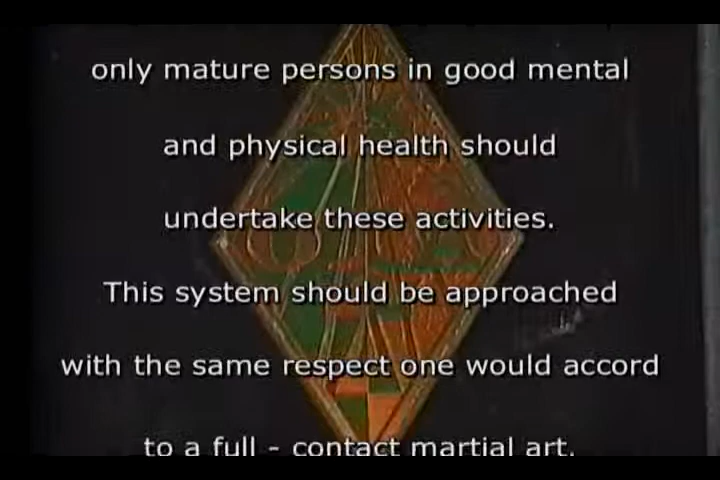 only mature persons in good mental
and physical health should
undertake these activities.
This system should be approached
with the same respect one would accord
to a full - contact martial art.